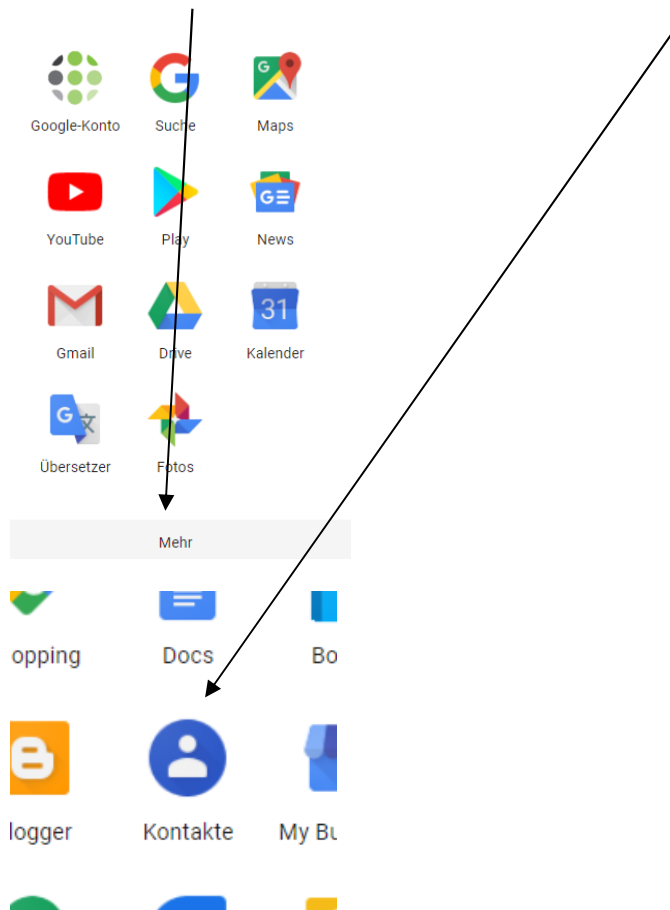 Google-Konto Suche Maps
YouTube Play News
Gmail Drive 31 Kalender
Übersetzer Fotos
Mehr
opping Docs Bo
logger Kontakte My Bu